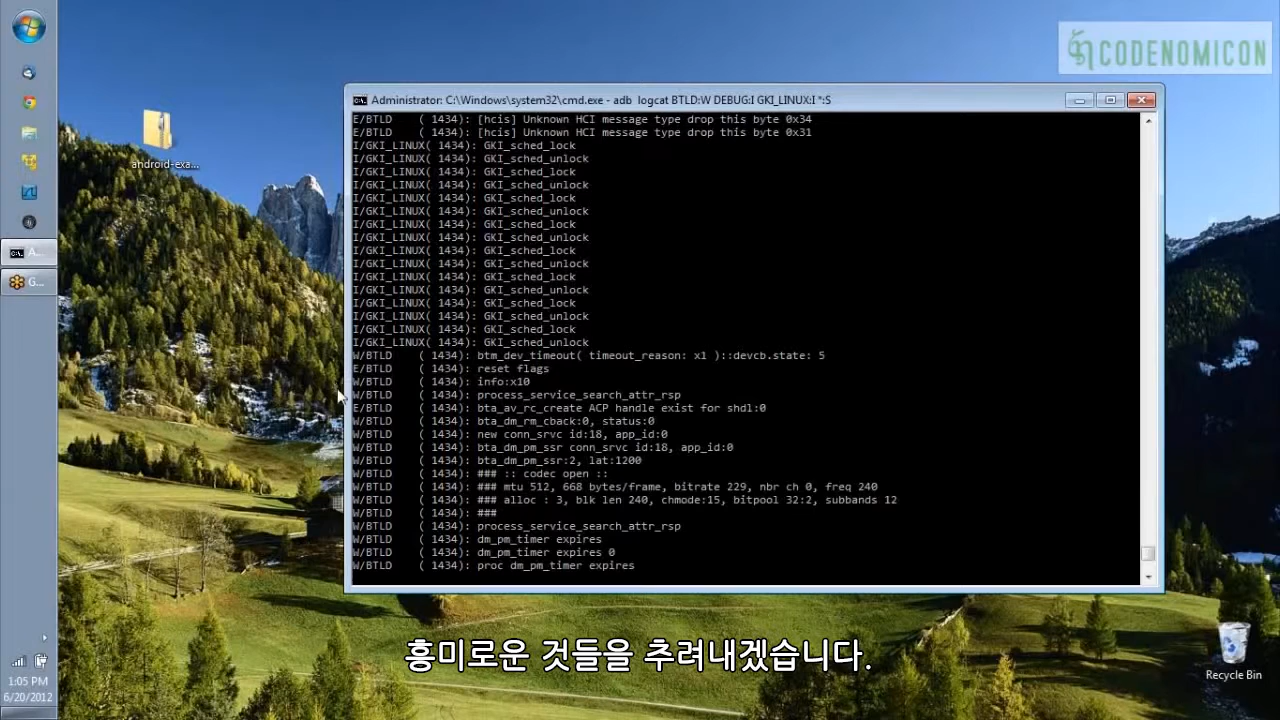 CODENOMICON
Administrator: C:\Windows\system32\cmd.exe - adb logcat BTLD:W DEBUG:I GKI_LINUX:I *:S
E/BTLD ( 1434): [hcis] Unknown HCI message type drop this byte 0x34
E/BTLD ( 1434): [hcis] Unknown HCI message type drop this byte 0x31
I/GKI_LINUX( 1434): GKI_sched_lock
I/GKI_LINUX( 1434): GKI_sched_unlock
I/GKI_LINUX( 1434): GKI_sched_lock
I/GKI_LINUX( 1434): GKI_sched_unlock
I/GKI_LINUX( 1434): GKI_sched_lock
I/GKI_LINUX( 1434): GKI_sched_unlock
I/GKI_LINUX( 1434): GKI_sched_lock
I/GKI_LINUX( 1434): GKI_sched_unlock
I/GKI_LINUX( 1434): GKI_sched_lock
I/GKI_LINUX( 1434): GKI_sched_unlock
I/GKI_LINUX( 1434): GKI_sched_lock
I/GKI_LINUX( 1434): GKI_sched_unlock
I/GKI_LINUX( 1434): GKI_sched_lock
I/GKI_LINUX( 1434): GKI_sched_unlock
I/GKI_LINUX( 1434): GKI_sched_lock
I/GKI_LINUX( 1434): GKI_sched_unlock
W/BTLD ( 1434): btm_dev_timeout( timeout_reason: x1 )::devcb.state: 5
E/BTLD ( 1434): reset flags
W/BTLD ( 1434): info:x10
W/BTLD ( 1434): process_service_search_attr_rsp
E/BTLD ( 1434): bta_av_rc_create ACP handle exist for shdl:0
W/BTLD ( 1434): bta_dm_rm_cback:0, status:0
W/BTLD ( 1434): new conn_srvc id:18, app_id:0
W/BTLD ( 1434): bta_dm_pm_ssr conn_srvc id:18, app_id:0
W/BTLD ( 1434): bta_dm_pm_ssr:2, lat:1200
W/BTLD ( 1434): ### :: codec open ::
W/BTLD ( 1434): ### mtu 512, 668 bytes/frame, bitrate 229, nbr ch 0, freq 240
W/BTLD ( 1434): ### alloc : 3, blk len 240, chmode:15, bitpool 32:2, subbands 12
W/BTLD ( 1434): ###
W/BTLD ( 1434): process_service_search_attr_rsp
W/BTLD ( 1434): dm_pm_timer expires
W/BTLD ( 1434): dm_pm_timer expires 0
W/BTLD ( 1434): proc dm_pm_timer expires
android-exa...
A...
G...
흥미로운 것들을 추려내겠습니다.
1:05 PM
6/20/2012
Recycle Bin